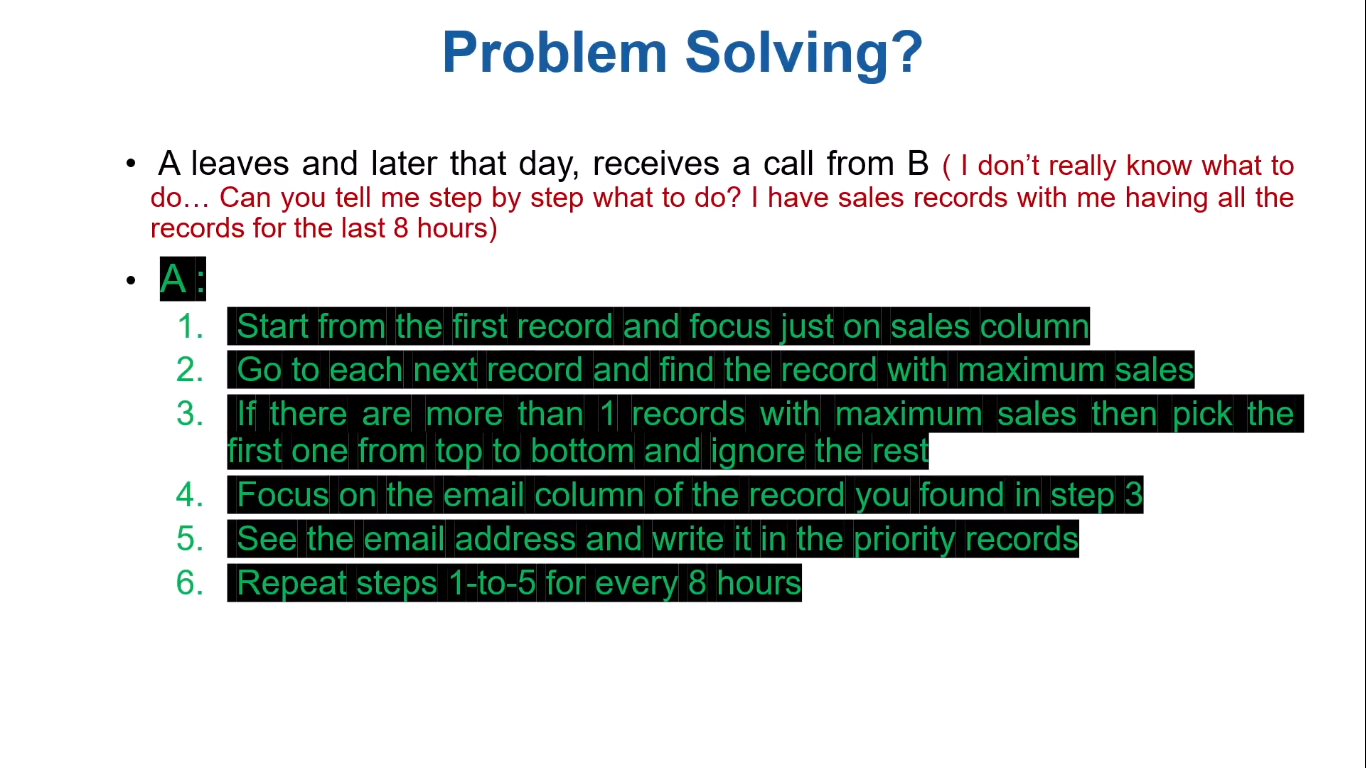 Problem Solving?
• A leaves and later that day, receives a call from B ( I don’t really know what to
do… Can you tell me step by step what to do? I have sales records with me having all the
records for the last 8 hours)
• A :
1. Start from the first record and focus just on sales column
2. Go to each next record and find the record with maximum sales
3. If there are more than 1 records with maximum sales then pick the
first one from top to bottom and ignore the rest
4. Focus on the email column of the record you found in step 3
5. See the email address and write it in the priority records
6. Repeat steps 1-to-5 for every 8 hours